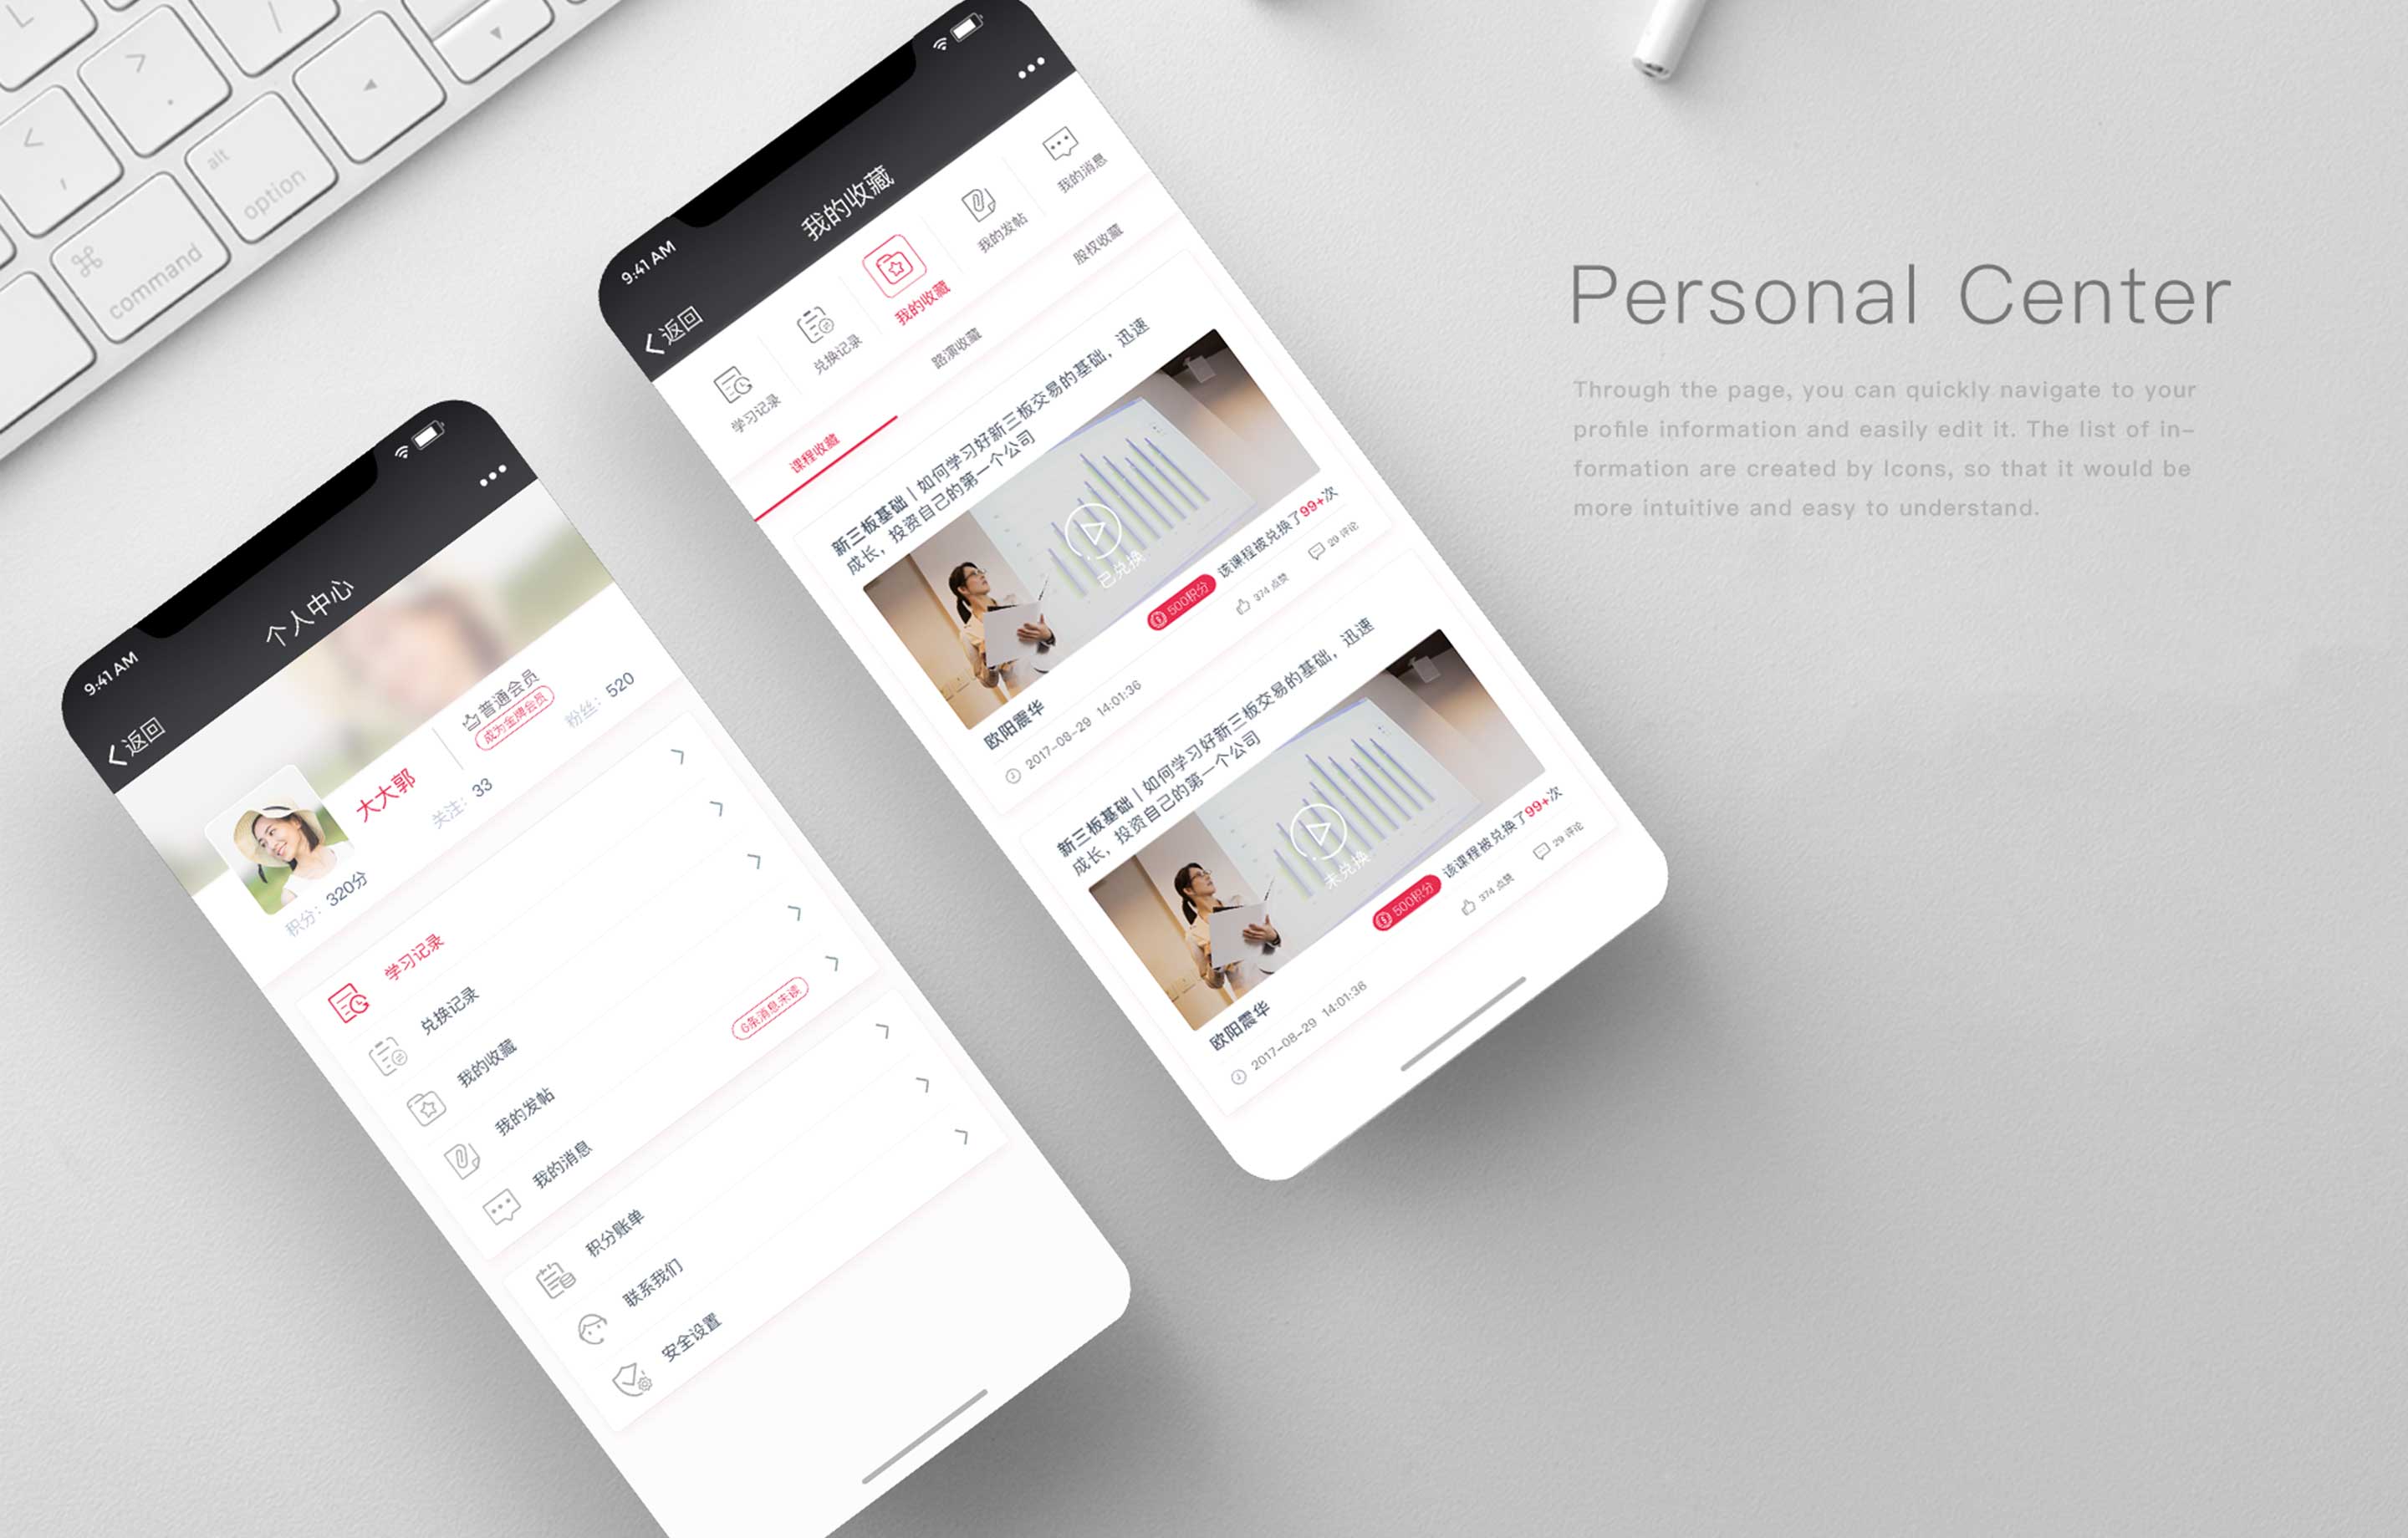 L
>
.
/
▼
<
,
alt
option
◀
⌘
command
Personal Center
Through the page, you can quickly navigate to your
profile information and easily edit it. The list of in-
formation are created by Icons, so that it would be
more intuitive and easy to understand.
9:41 AM
返回
个人中心
大大郭
普通会员
成为金牌会员
积分：320分
关注：33
粉丝：520
学习记录
兑换记录
我的收藏
我的发帖
我的消息
6条消息未读
积分账单
联系我们
安全设置
9:41 AM
返回
我的收藏
学习记录
兑换记录
我的收藏
我的发帖
我的消息
课程收藏
路演收藏
股权收藏
新三板基础丨如何学习好新三板交易的基础，迅速
成长，投资自己的第一个公司
已兑换
欧阳震华
500积分
该课程被兑换了99+次
2017-08-29 14:01:36
374 点赞
29 评论
新三板基础丨如何学习好新三板交易的基础，迅速
成长，投资自己的第一个公司
未兑换
欧阳震华
500积分
该课程被兑换了99+次
2017-08-29 14:01:36
374 点赞
29 评论